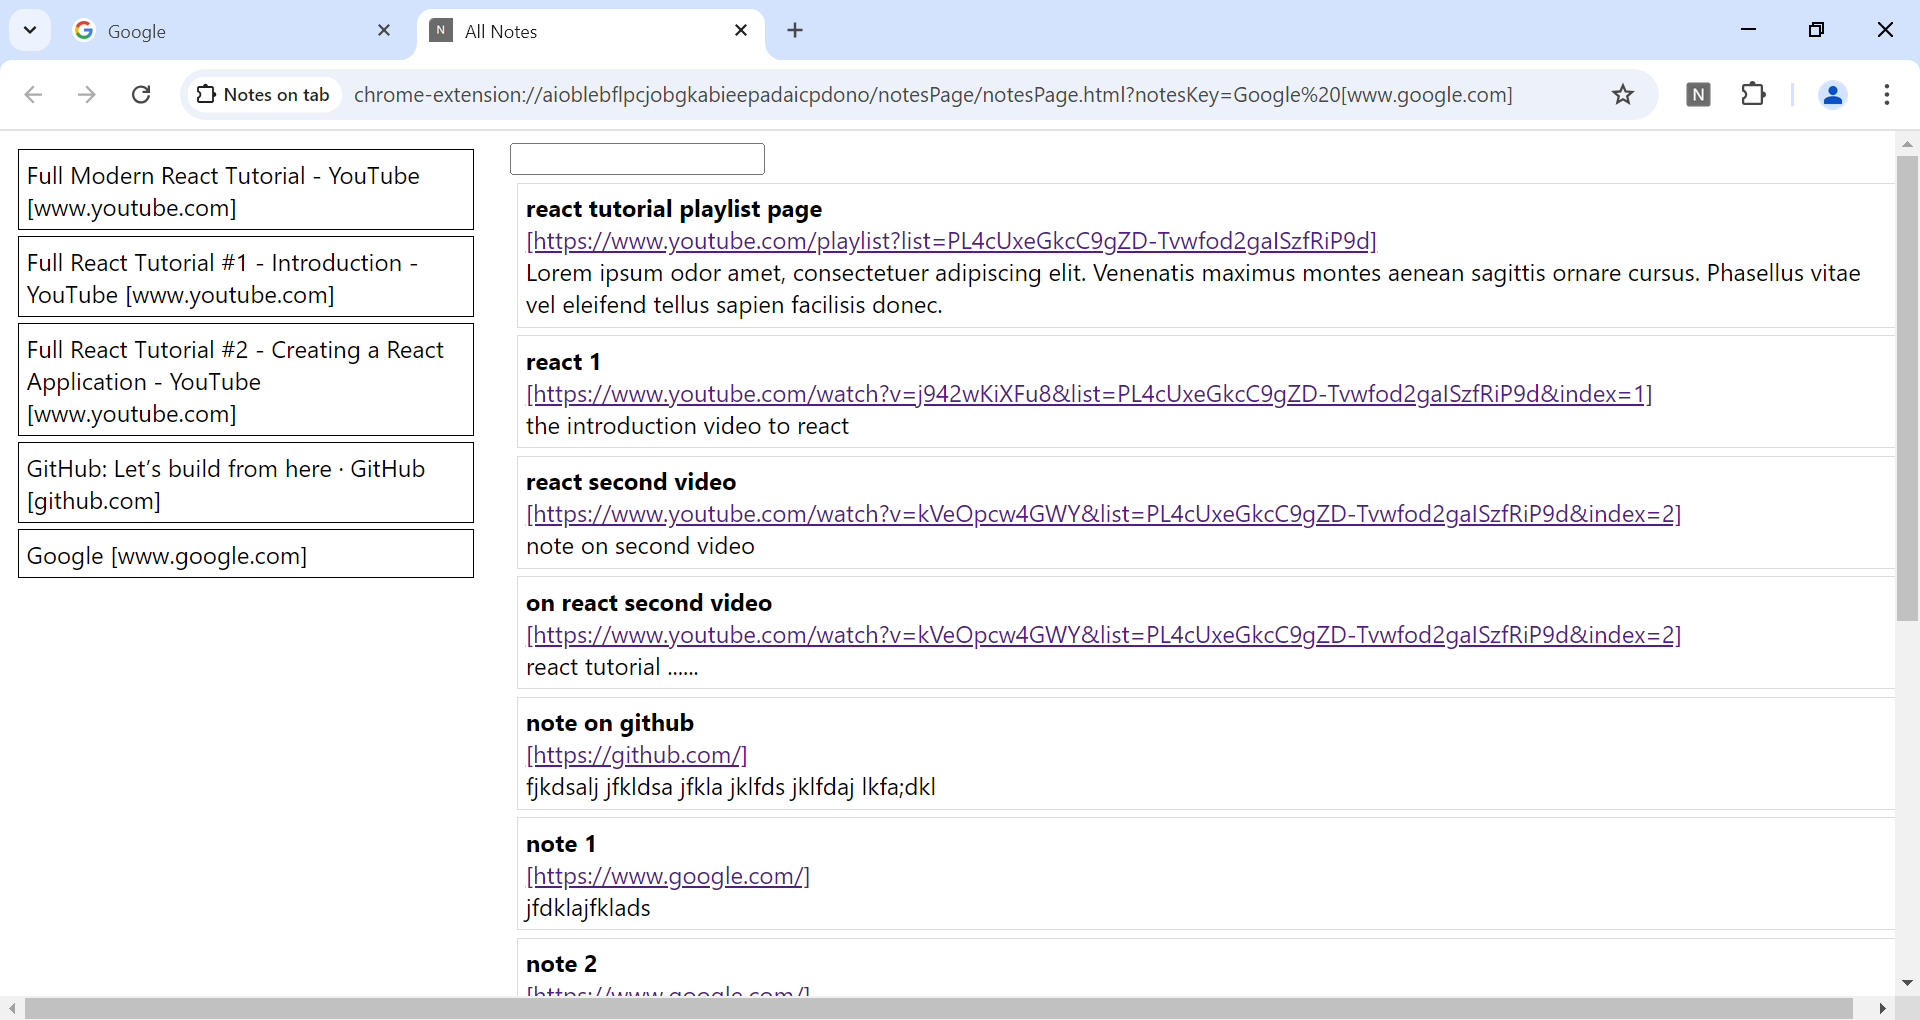 Google
N All Notes
Notes on tab chrome-extension://aioblebflpcjobgkabieepadaicpdono/notesPage/notesPage.html?notesKey=Google%20[www.google.com] N
Full Modern React Tutorial - YouTube
[www.youtube.com]
Full React Tutorial #1 - Introduction -
YouTube [www.youtube.com]
Full React Tutorial #2 - Creating a React
Application - YouTube
[www.youtube.com]
GitHub: Let’s build from here · GitHub
[github.com]
Google [www.google.com]
react tutorial playlist page
[https://www.youtube.com/playlist?list=PL4cUxeGkcC9gZD-Tvwfod2gaISzfRiP9d]
Lorem ipsum odor amet, consectetuer adipiscing elit. Venenatis maximus montes aenean sagittis ornare cursus. Phasellus vitae
vel eleifend tellus sapien facilisis donec.
react 1
[https://www.youtube.com/watch?v=j942wKiXFu8&list=PL4cUxeGkcC9gZD-Tvwfod2gaISzfRiP9d&index=1]
the introduction video to react
react second video
[https://www.youtube.com/watch?v=kVeOpcw4GWY&list=PL4cUxeGkcC9gZD-Tvwfod2gaISzfRiP9d&index=2]
note on second video
on react second video
[https://www.youtube.com/watch?v=kVeOpcw4GWY&list=PL4cUxeGkcC9gZD-Tvwfod2gaISzfRiP9d&index=2]
react tutorial ......
note on github
[https://github.com/]
fjkdsalj jfkldsa jfkla jklfds jklfdaj lkfa;dkl
note 1
[https://www.google.com/]
jfdklajfklads
note 2
[https://www.google.com/]